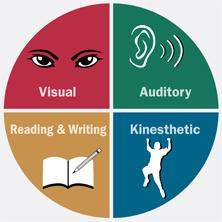 Visual
Auditory
Reading & Writing
Kinesthetic